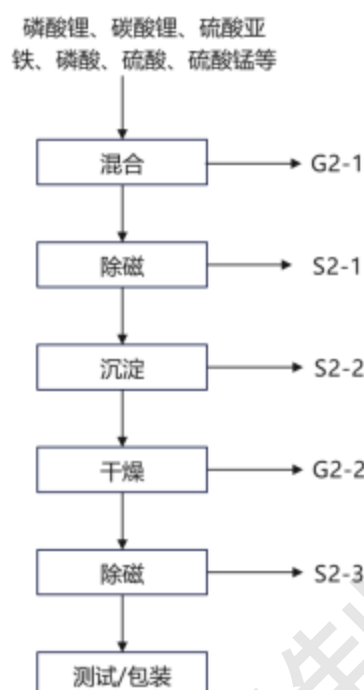 磷酸锂、碳酸锂、硫酸亚
铁、磷酸、硫酸、硫酸锰等
混合
G2-1
除磁
S2-1
沉淀
S2-2
干燥
G2-2
除磁
S2-3
测试/包装